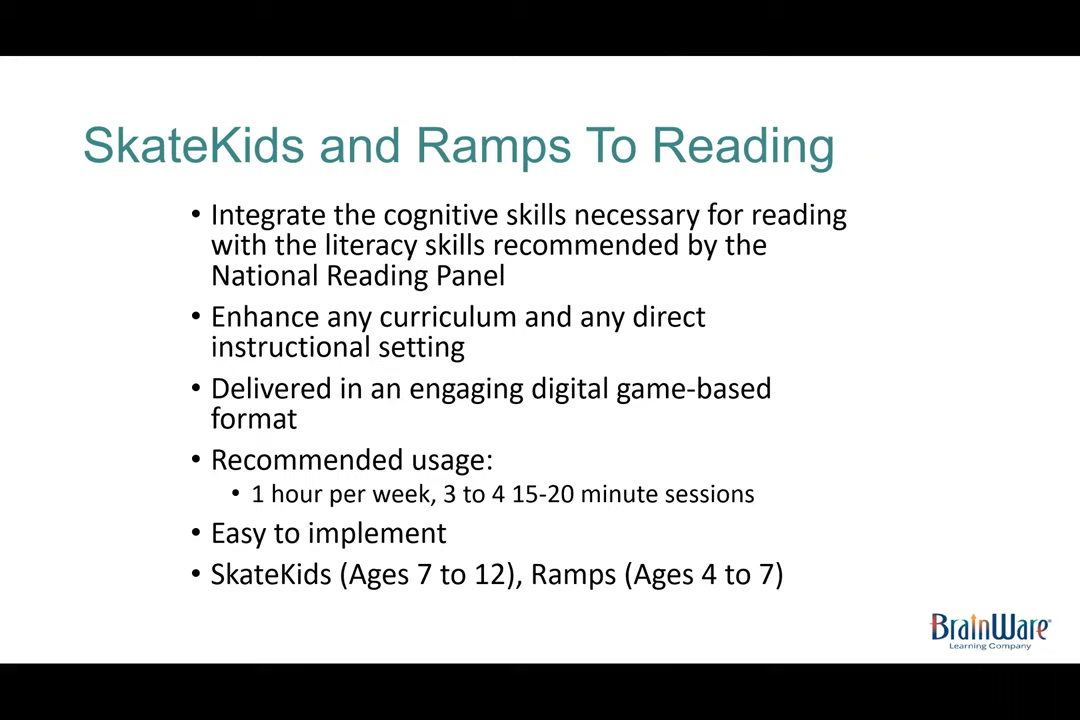 SkateKids and Ramps To Reading
• Integrate the cognitive skills necessary for reading
with the literacy skills recommended by the
National Reading Panel
• Enhance any curriculum and any direct
instructional setting
• Delivered in an engaging digital game-based
format
• Recommended usage:
• 1 hour per week, 3 to 4 15-20 minute sessions
• Easy to implement
• SkateKids (Ages 7 to 12), Ramps (Ages 4 to 7)
BrainWare®
Learning Company